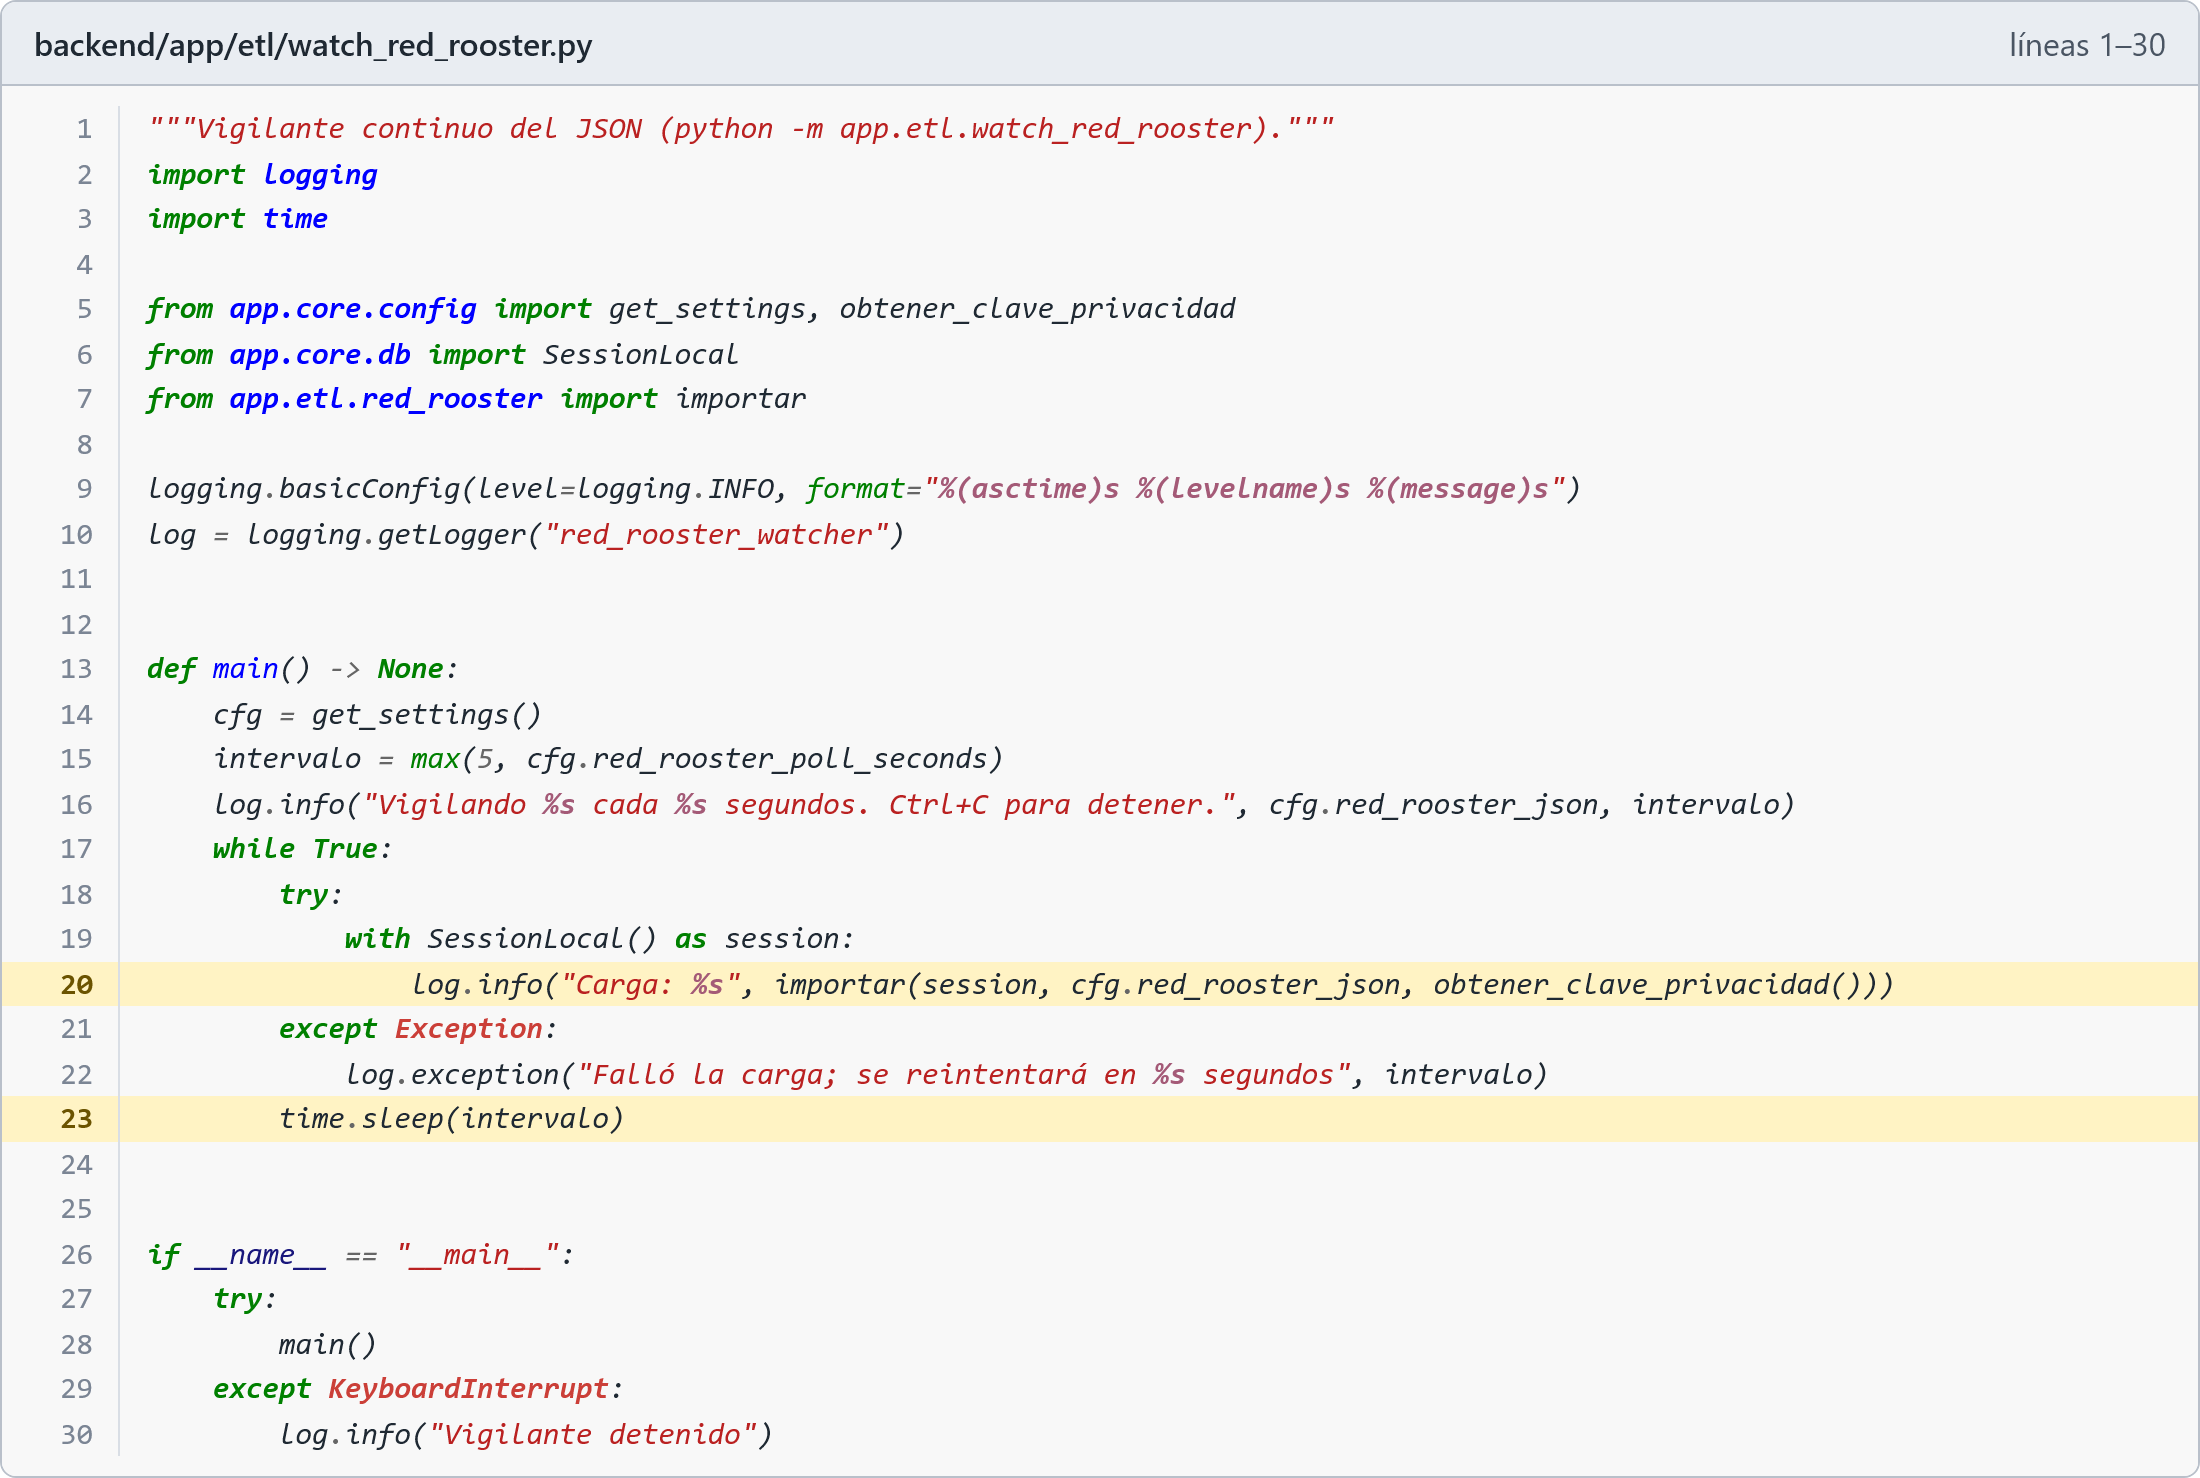 backend/app/etl/watch_red_rooster.py líneas 1–30
1 """Vigilante continuo del JSON (python -m app.etl.watch_red_rooster)."""
2 import logging
3 import time
4
5 from app.core.config import get_settings, obtener_clave_privacidad
6 from app.core.db import SessionLocal
7 from app.etl.red_rooster import importar
8
9 logging.basicConfig(level=logging.INFO, format="%(asctime)s %(levelname)s %(message)s")
10 log = logging.getLogger("red_rooster_watcher")
11
12
13 def main() -> None:
14     cfg = get_settings()
15     intervalo = max(5, cfg.red_rooster_poll_seconds)
16     log.info("Vigilando %s cada %s segundos. Ctrl+C para detener.", cfg.red_rooster_json, intervalo)
17     while True:
18         try:
19             with SessionLocal() as session:
20                 log.info("Carga: %s", importar(session, cfg.red_rooster_json, obtener_clave_privacidad()))
21         except Exception:
22             log.exception("Falló la carga; se reintentará en %s segundos", intervalo)
23         time.sleep(intervalo)
24
25
26 if __name__ == "__main__":
27     try:
28         main()
29     except KeyboardInterrupt:
30         log.info("Vigilante detenido")